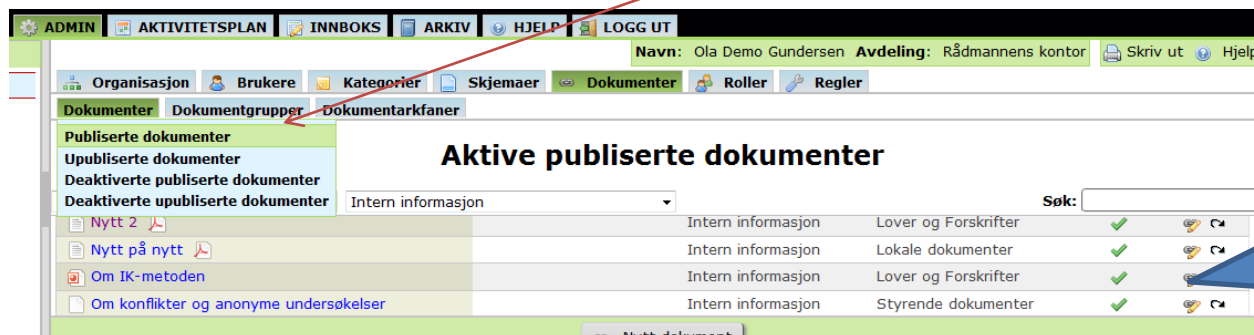 ADMIN AKTIVITETSPLAN INNBOKS ARKIV HJELP LOGG UT
Navn: Ola Demo Gundersen Avdeling: Rådmannens kontor Skriv ut Hjelp
Organisasjon Brukere Kategorier Skjemaer Dokumenter Roller Regler
Dokumenter Dokumentgrupper Dokumentarkfaner
Publiserte dokumenter
Upubliserte dokumenter
Deaktiverte publiserte dokumenter
Deaktiverte upubliserte dokumenter
Aktive publiserte dokumenter
Intern informasjon Søk:
Nytt 2 Intern informasjon Lover og Forskrifter
Nytt på nytt Intern informasjon Lokale dokumenter
Om IK-metoden Intern informasjon Lover og Forskrifter
Om konflikter og anonyme undersøkelser Intern informasjon Styrende dokumenter
Nytt dokument